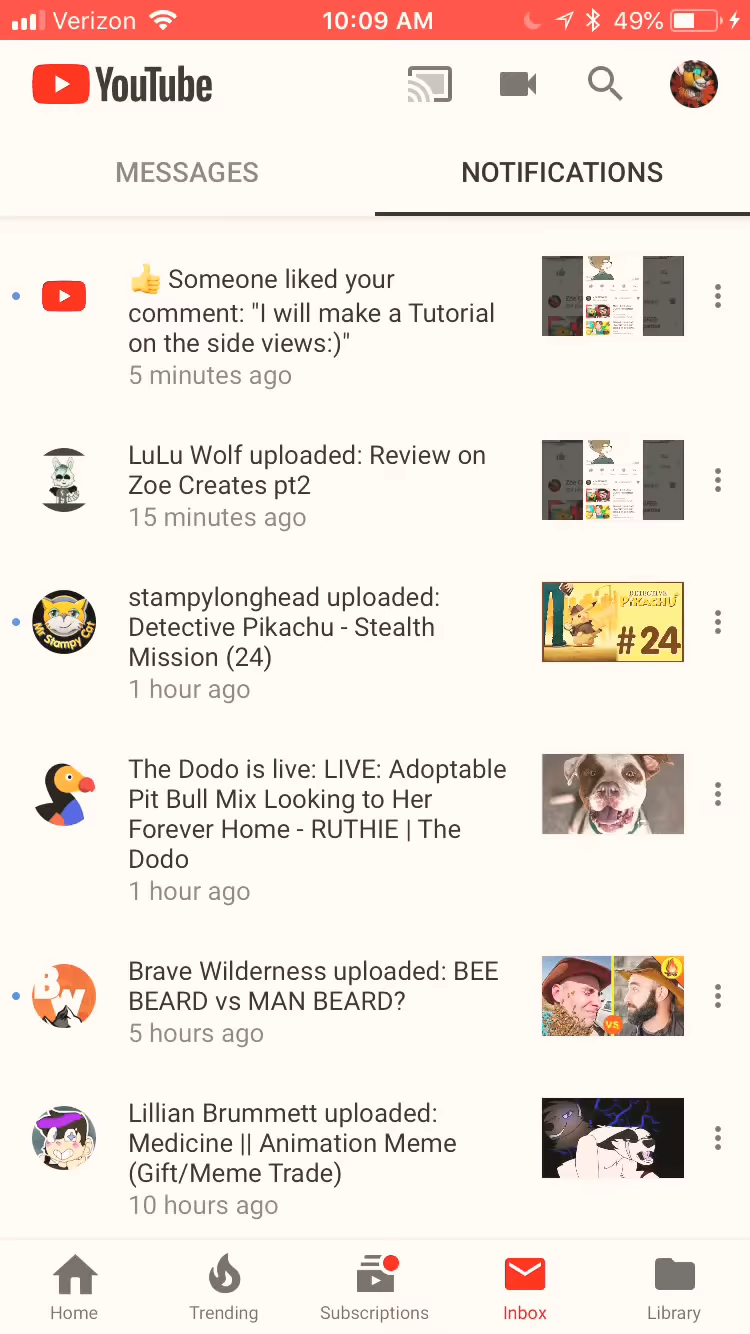 Verizon 10:09 AM 49%
YouTube
MESSAGES NOTIFICATIONS
👍 Someone liked your
comment: "I will make a Tutorial
on the side views:)"
5 minutes ago
LuLu Wolf uploaded: Review on
Zoe Creates pt2
15 minutes ago
Mr Stampy Cat
stampylonghead uploaded:
Detective Pikachu - Stealth
Mission (24)
1 hour ago
DETECTIVE
PIKACHU
#24
The Dodo is live: LIVE: Adoptable
Pit Bull Mix Looking to Her
Forever Home - RUTHIE | The
Dodo
1 hour ago
BW
Brave Wilderness uploaded: BEE
BEARD vs MAN BEARD?
5 hours ago
VS
Lillian Brummett uploaded:
Medicine || Animation Meme
(Gift/Meme Trade)
10 hours ago
Home Trending Subscriptions Inbox Library